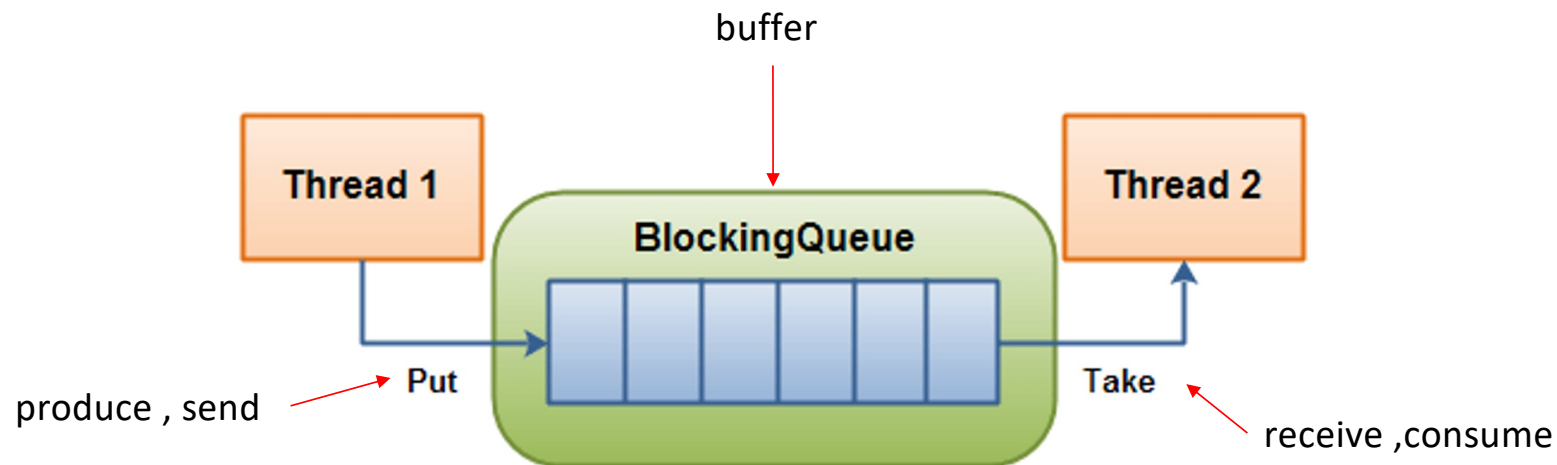 buffer
Thread 1
Thread 2
BlockingQueue
Put
Take
produce , send
receive ,consume